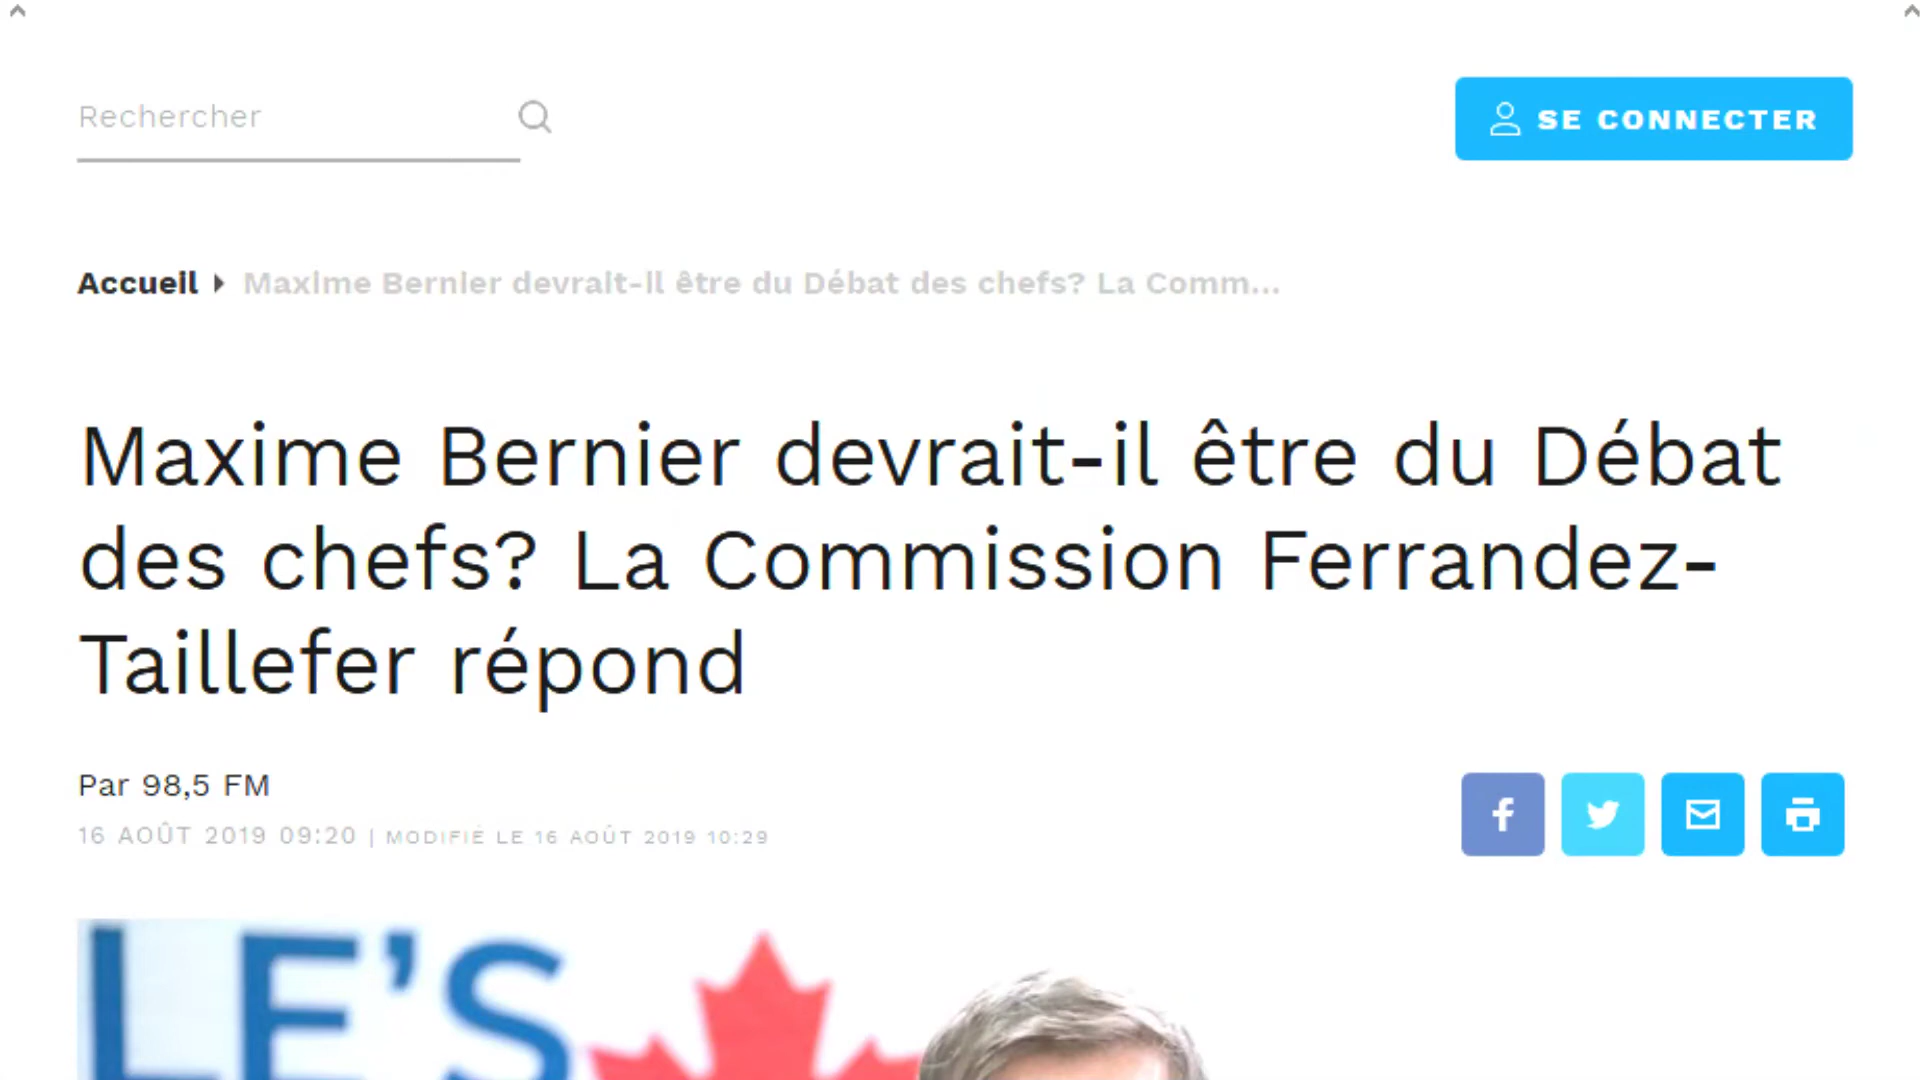 Rechercher
SE CONNECTER
Accueil Maxime Bernier devrait-il être du Débat des chefs? La Comm...
Maxime Bernier devrait-il être du Débat
des chefs? La Commission Ferrandez-
Taillefer répond
Par 98,5 FM
16 AOÛT 2019 09:20 | MODIFIÉ LE 16 AOÛT 2019 10:29
LE'S